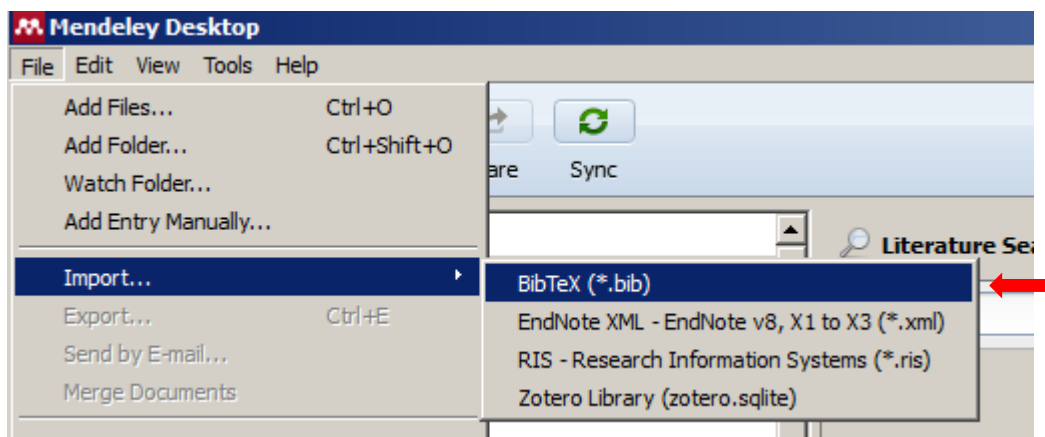 Mendeley Desktop
File Edit View Tools Help
Add Files... Ctrl+O
Add Folder... Ctrl+Shift+O
Watch Folder...
Add Entry Manually...
are Sync
Literature Sea
Import...
Export... Ctrl+E
Send by E-mail...
Merge Documents
BibTeX (*.bib)
EndNote XML - EndNote v8, X1 to X3 (*.xml)
RIS - Research Information Systems (*.ris)
Zotero Library (zotero.sqlite)